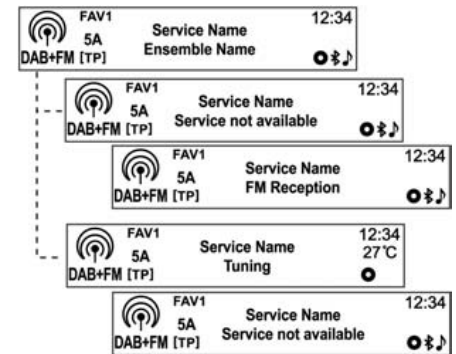 FAV1 12:34
5A Service Name
Ensemble Name
DAB+FM [TP]
FAV1 12:34
5A Service Name
Service not available
DAB+FM [TP]
FAV1 12:34
5A Service Name
FM Reception
DAB+FM [TP]
FAV1 12:34
5A Service Name 27℃
Tuning
DAB+FM [TP]
FAV1 12:34
5A Service Name
Service not available
DAB+FM [TP]